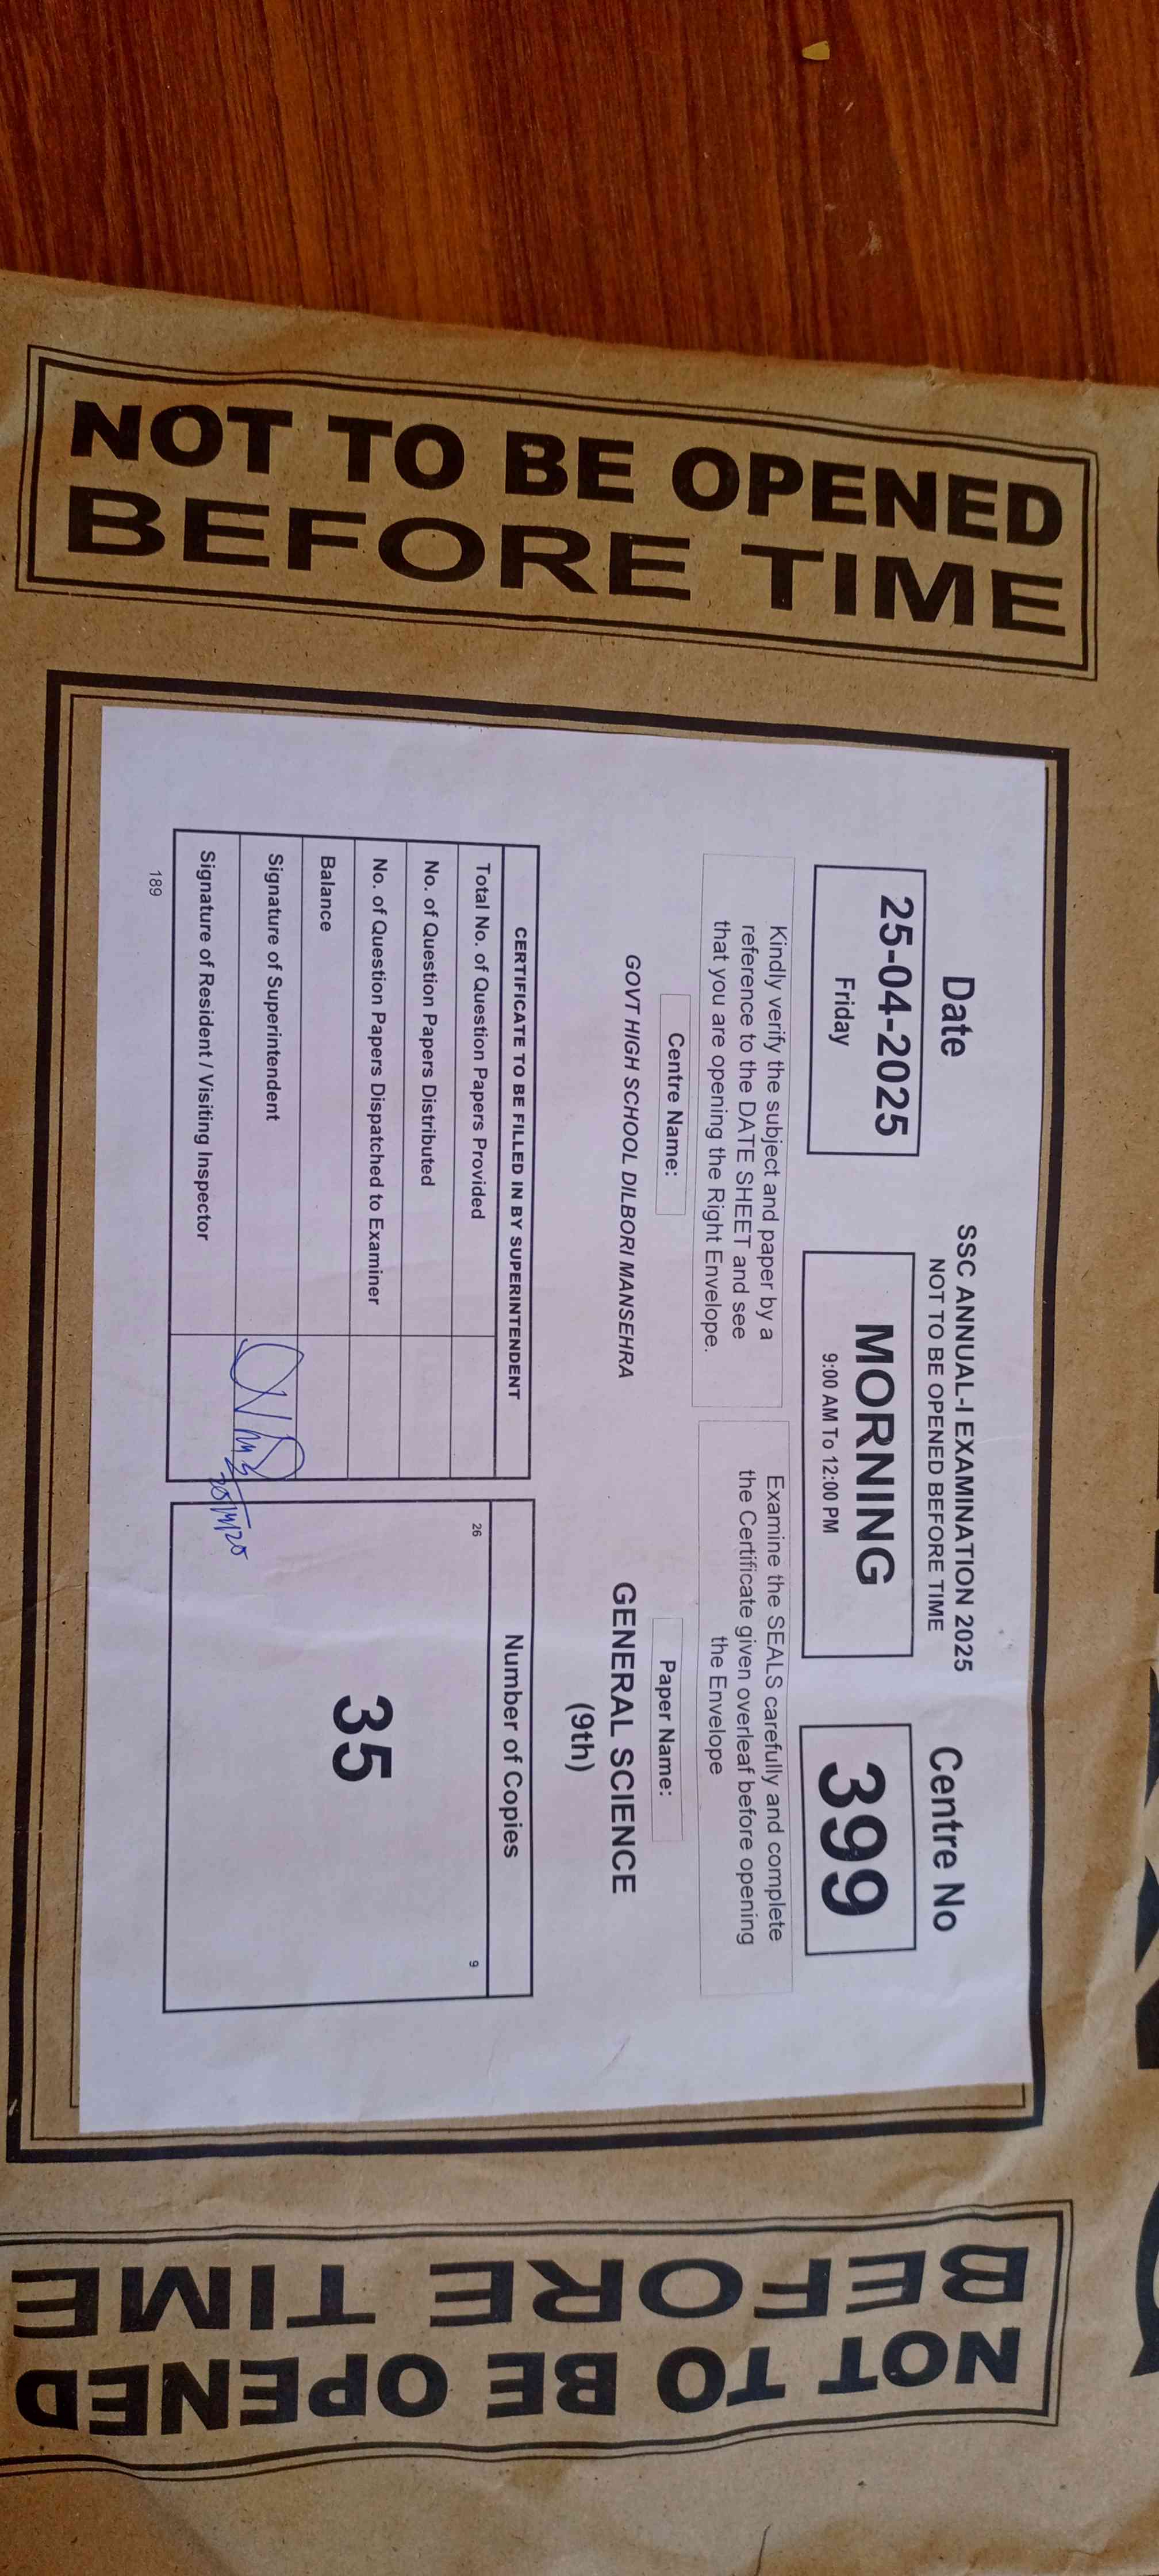 NOT TO BE OPENED
BEFORE TIME
SSC ANNUAL-I EXAMINATION 2025
NOT TO BE OPENED BEFORE TIME
Date
Centre No
25-04-2025
Friday
MORNING
9:00 AM To 12:00 PM
399
Kindly verify the subject and paper by a
reference to the DATE SHEET and see
that you are opening the Right Envelope.
Examine the SEALS carefully and complete
the Certificate given overleaf before opening
the Envelope
Centre Name:
Paper Name:
GOVT HIGH SCHOOL DILBORI MANSEHRA
GENERAL SCIENCE
(9th)
CERTIFICATE TO BE FILLED IN BY SUPERINTENDENT
Total No. of Question Papers Provided
No. of Question Papers Distributed
No. of Question Papers Dispatched to Examiner
Balance
Signature of Superintendent
Signature of Resident / Visiting Inspector
189
Number of Copies
26
9
35
NOT TO BE OPENED
BEFORE TIME